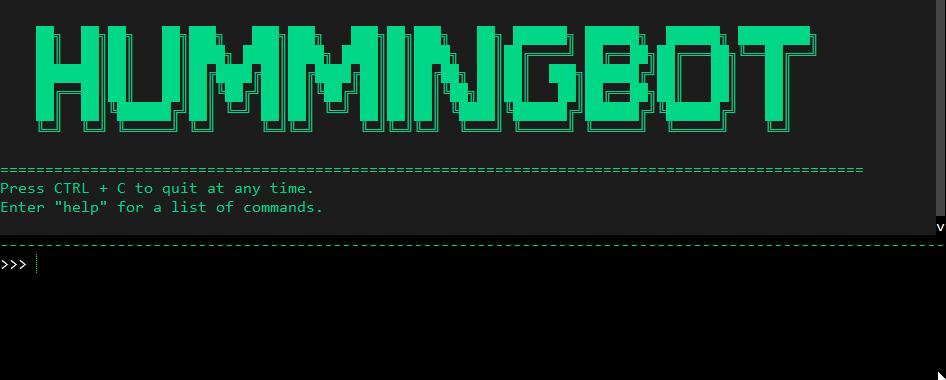 HUMMINGBOT
================================================================================================
Press CTRL + C to quit at any time.
Enter "help" for a list of commands.
v
---------------------------------------------------------------------------------------------------------
>>>